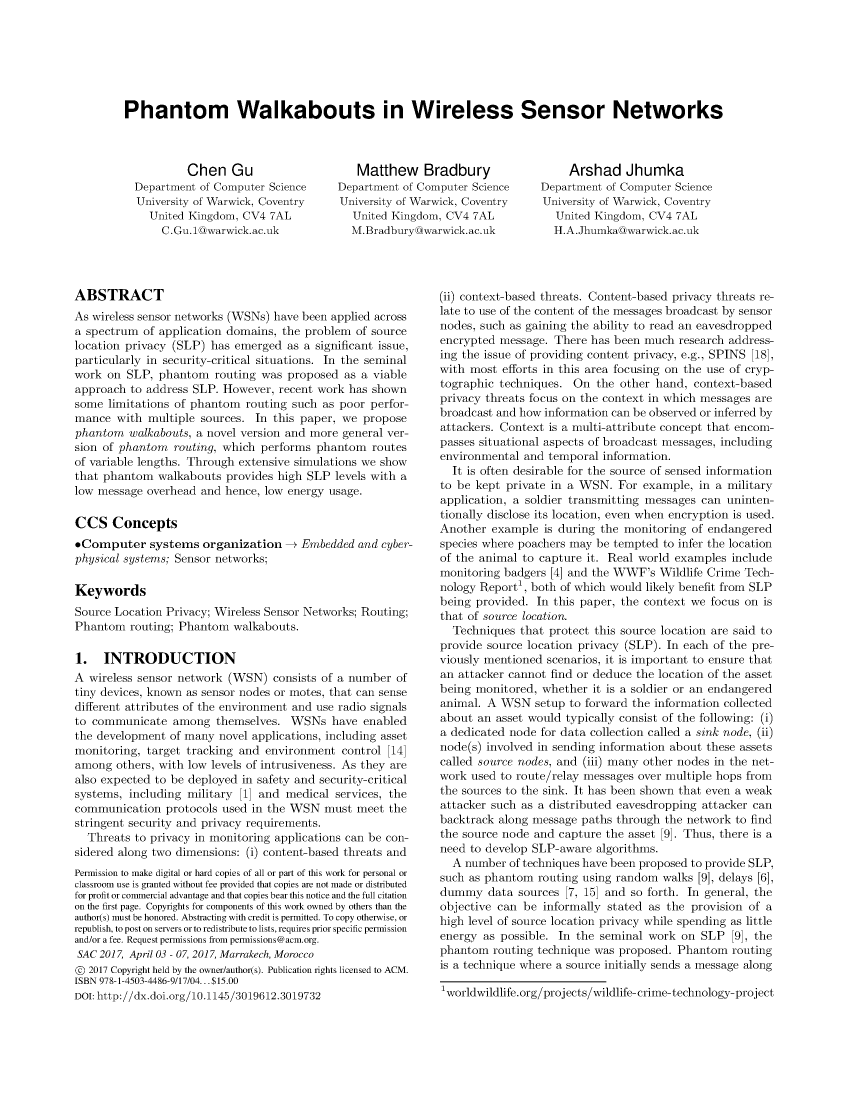 Phantom Walkabouts in Wireless Sensor Networks
Chen Gu
Department of Computer Science
University of Warwick, Coventry
United Kingdom, CV4 7AL
C.Gu.1@warwick.ac.uk
Matthew Bradbury
Department of Computer Science
University of Warwick, Coventry
United Kingdom, CV4 7AL
M.Bradbury@warwick.ac.uk
Arshad Jhumka
Department of Computer Science
University of Warwick, Coventry
United Kingdom, CV4 7AL
H.A.Jhumka@warwick.ac.uk
ABSTRACT
As wireless sensor networks (WSNs) have been applied across
a spectrum of application domains, the problem of source
location privacy (SLP) has emerged as a significant issue,
particularly in security-critical situations. In the seminal
work on SLP, phantom routing was proposed as a viable
approach to address SLP. However, recent work has shown
some limitations of phantom routing such as poor perfor-
mance with multiple sources. In this paper, we propose
phantom walkabouts, a novel version and more general ver-
sion of phantom routing, which performs phantom routes
of variable lengths. Through extensive simulations we show
that phantom walkabouts provides high SLP levels with a
low message overhead and hence, low energy usage.
CCS Concepts
•Computer systems organization → Embedded and cyber-
physical systems; Sensor networks;
Keywords
Source Location Privacy; Wireless Sensor Networks; Routing;
Phantom routing; Phantom walkabouts.
1. INTRODUCTION
A wireless sensor network (WSN) consists of a number of
tiny devices, known as sensor nodes or motes, that can sense
different attributes of the environment and use radio signals
to communicate among themselves. WSNs have enabled
the development of many novel applications, including asset
monitoring, target tracking and environment control [14]
among others, with low levels of intrusiveness. As they are
also expected to be deployed in safety and security-critical
systems, including military [1] and medical services, the
communication protocols used in the WSN must meet the
stringent security and privacy requirements.
Threats to privacy in monitoring applications can be con-
sidered along two dimensions: (i) content-based threats and
Permission to make digital or hard copies of all or part of this work for personal or
classroom use is granted without fee provided that copies are not made or distributed
for profit or commercial advantage and that copies bear this notice and the full citation
on the first page. Copyrights for components of this work owned by others than the
author(s) must be honored. Abstracting with credit is permitted. To copy otherwise, or
republish, to post on servers or to redistribute to lists, requires prior specific permission
and/or a fee. Request permissions from permissions@acm.org.
SAC 2017, April 03 - 07, 2017, Marrakech, Morocco
© 2017 Copyright held by the owner/author(s). Publication rights licensed to ACM.
ISBN 978-1-4503-4486-9/17/04...$15.00
DOI: http://dx.doi.org/10.1145/3019612.3019732
(ii) context-based threats. Content-based privacy threats re-
late to use of the content of the messages broadcast by sensor
nodes, such as gaining the ability to read an eavesdropped
encrypted message. There has been much research address-
ing the issue of providing content privacy, e.g., SPINS [18],
with most efforts in this area focusing on the use of cryp-
tographic techniques. On the other hand, context-based
privacy threats focus on the context in which messages are
broadcast and how information can be observed or inferred by
attackers. Context is a multi-attribute concept that encom-
passes situational aspects of broadcast messages, including
environmental and temporal information.
It is often desirable for the source of sensed information
to be kept private in a WSN. For example, in a military
application, a soldier transmitting messages can uninten-
tionally disclose its location, even when encryption is used.
Another example is during the monitoring of endangered
species where poachers may be tempted to infer the location
of the animal to capture it. Real world examples include
monitoring badgers [4] and the WWF's Wildlife Crime Tech-
nology Report1, both of which would likely benefit from SLP
being provided. In this paper, the context we focus on is
that of source location.
Techniques that protect this source location are said to
provide source location privacy (SLP). In each of the pre-
viously mentioned scenarios, it is important to ensure that
an attacker cannot find or deduce the location of the asset
being monitored, whether it is a soldier or an endangered
animal. A WSN setup to forward the information collected
about an asset would typically consist of the following: (i)
a dedicated node for data collection called a sink node, (ii)
node(s) involved in sending information about these assets
called source nodes, and (iii) many other nodes in the net-
work used to route/relay messages over multiple hops from
the sources to the sink. It has been shown that even a weak
attacker such as a distributed eavesdropping attacker can
backtrack along message paths through the network to find
the source node and capture the asset [9]. Thus, there is a
need to develop SLP-aware algorithms.
A number of techniques have been proposed to provide SLP,
such as phantom routing using random walks [9], delays [6],
dummy data sources [7, 15] and so forth. In general, the
objective can be informally stated as the provision of a
high level of source location privacy while spending as little
energy as possible. In the seminal work on SLP [9], the
phantom routing technique was proposed. Phantom routing
is a technique where a source initially sends a message along
1worldwildlife.org/projects/wildlife-crime-technology-project